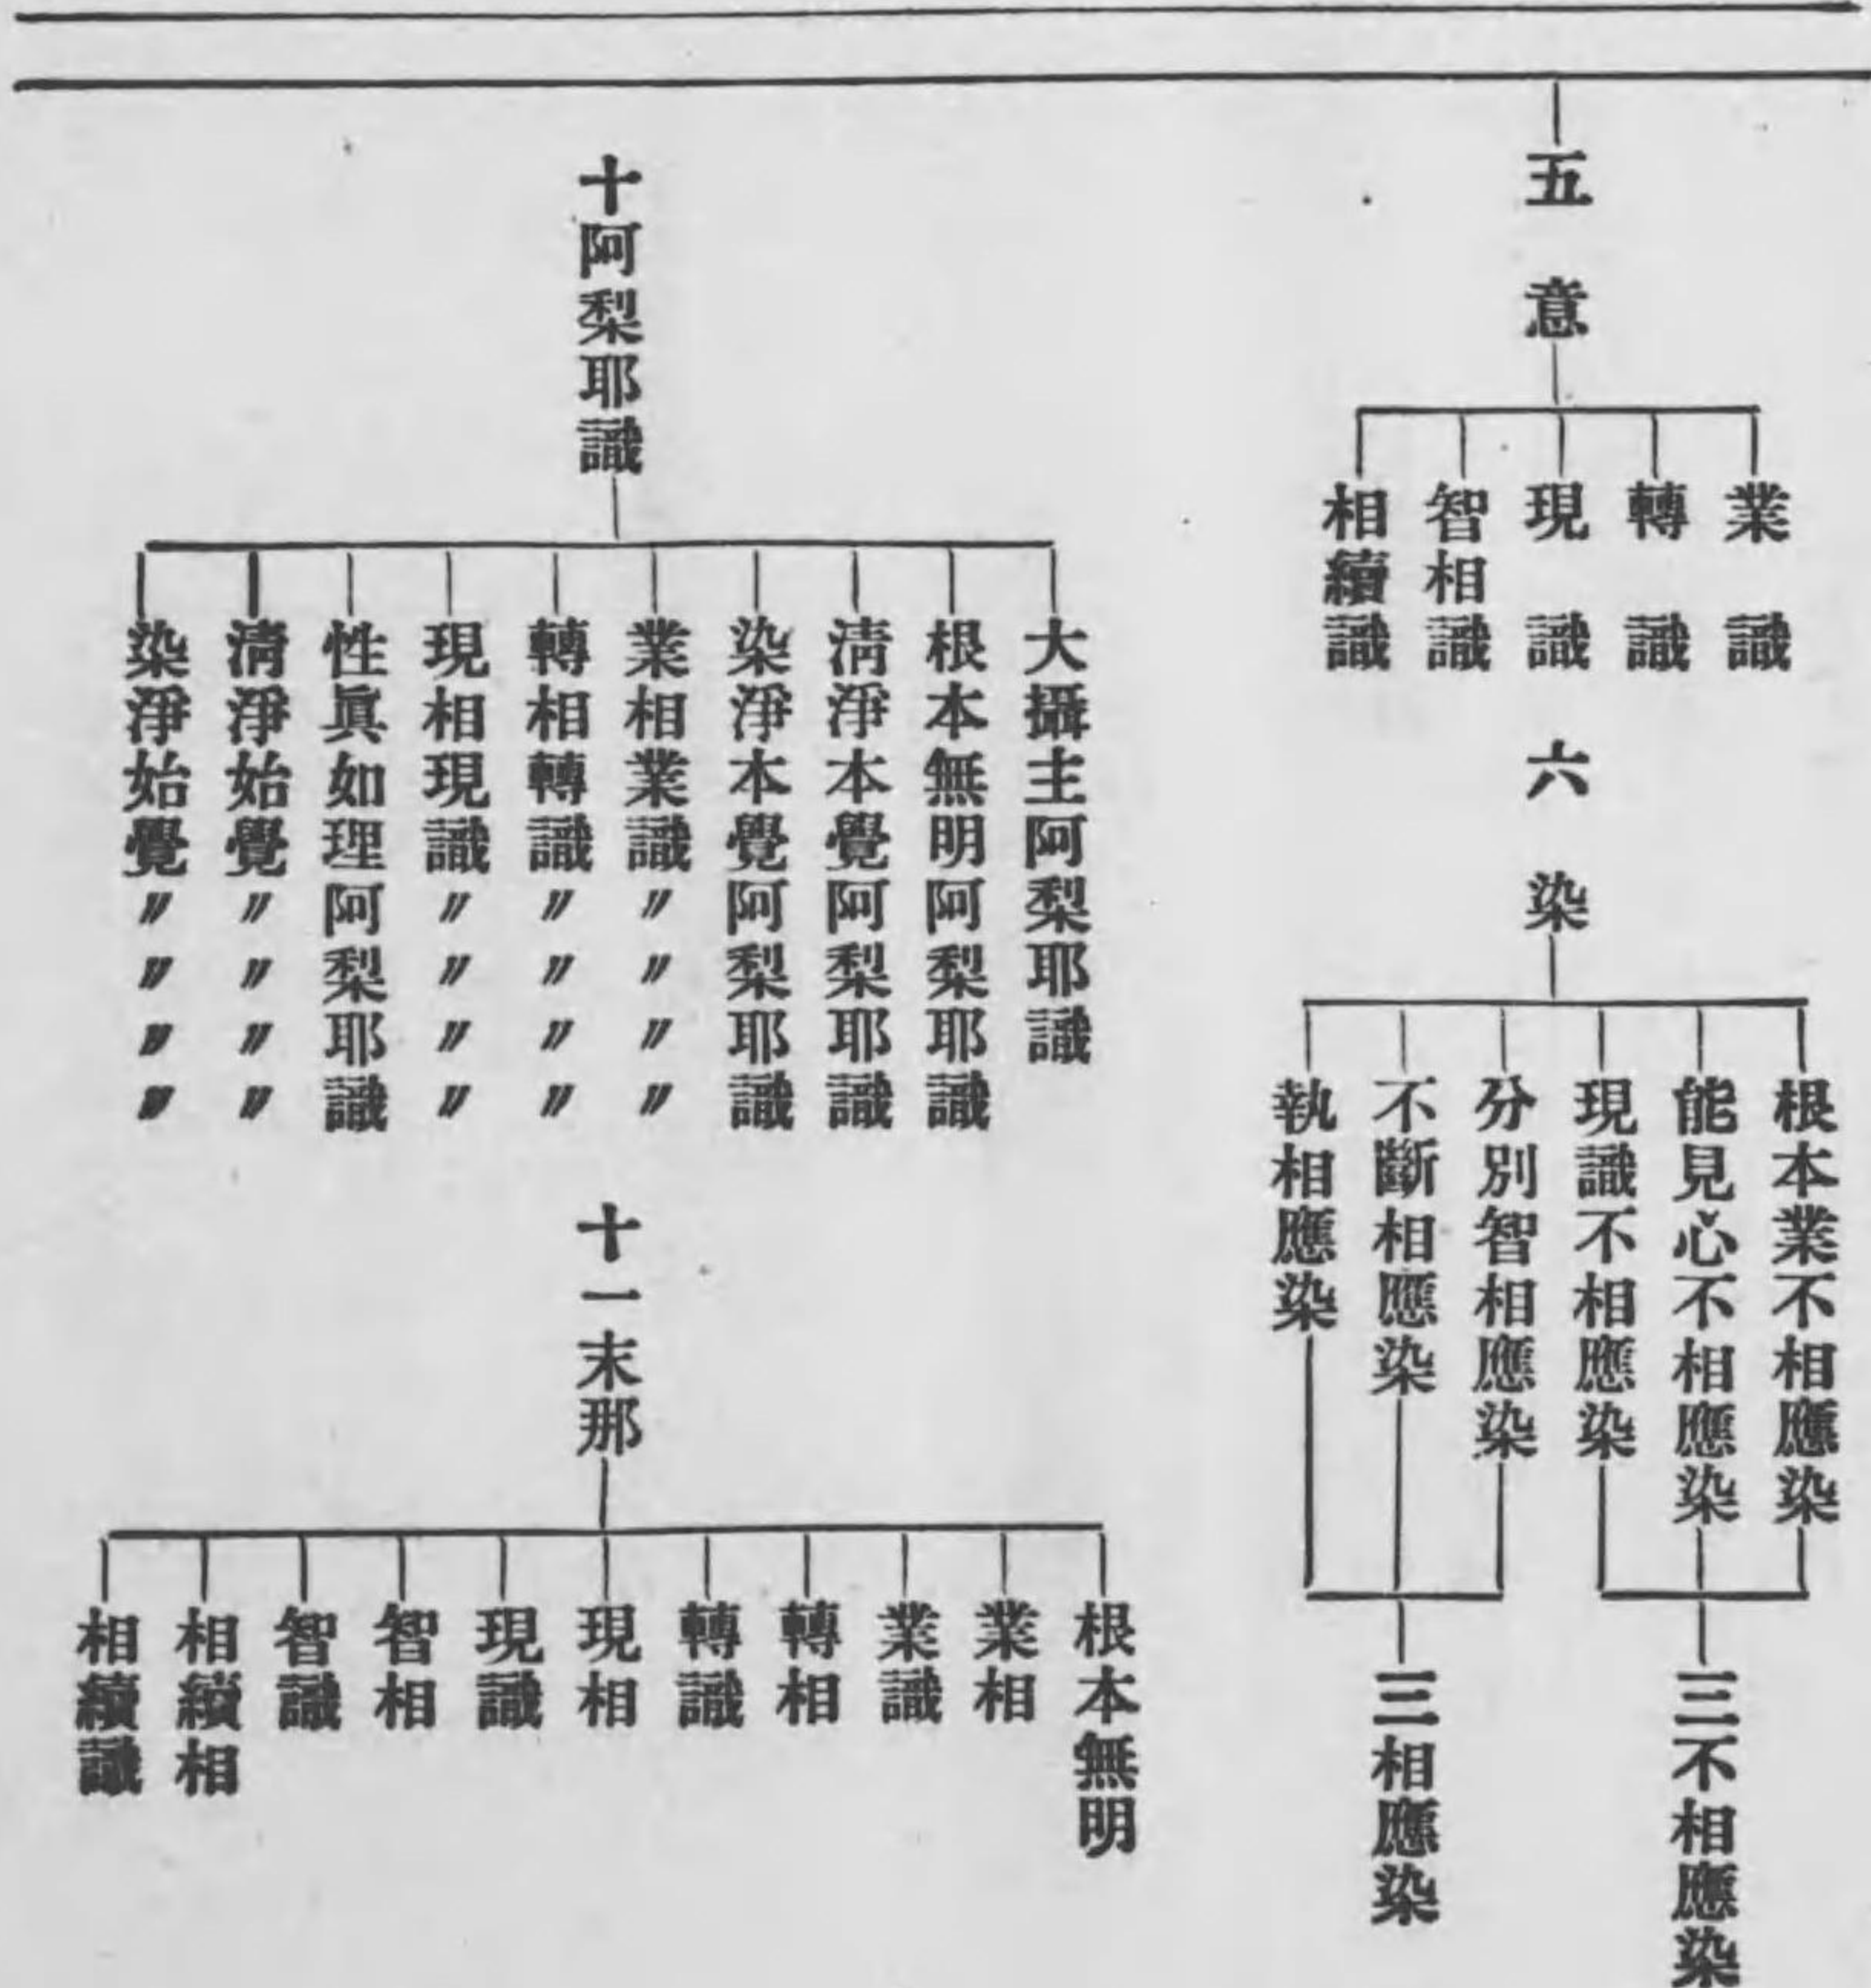 五意
業識
轉識
現識
智相識
相續識
六染
根本業不相應染
能見心不相應染
現識不相應染
分別智相應染
不斷相應染
執相應染
三不相應染
三相應染
十阿梨耶識
大攝主阿梨耶識
根本無明阿梨耶識
淸淨本覺阿梨耶識
染淨本覺阿梨耶識
業相業識〃〃〃〃
轉相轉識〃〃〃〃
現相現識〃〃〃〃
性眞如理阿梨耶識
淸淨始覺〃〃〃〃
染淨始覺〃〃〃〃
十一末那
根本無明
業相
業識
轉相
轉識
現相
現識
智相
智識
相續相
相續識